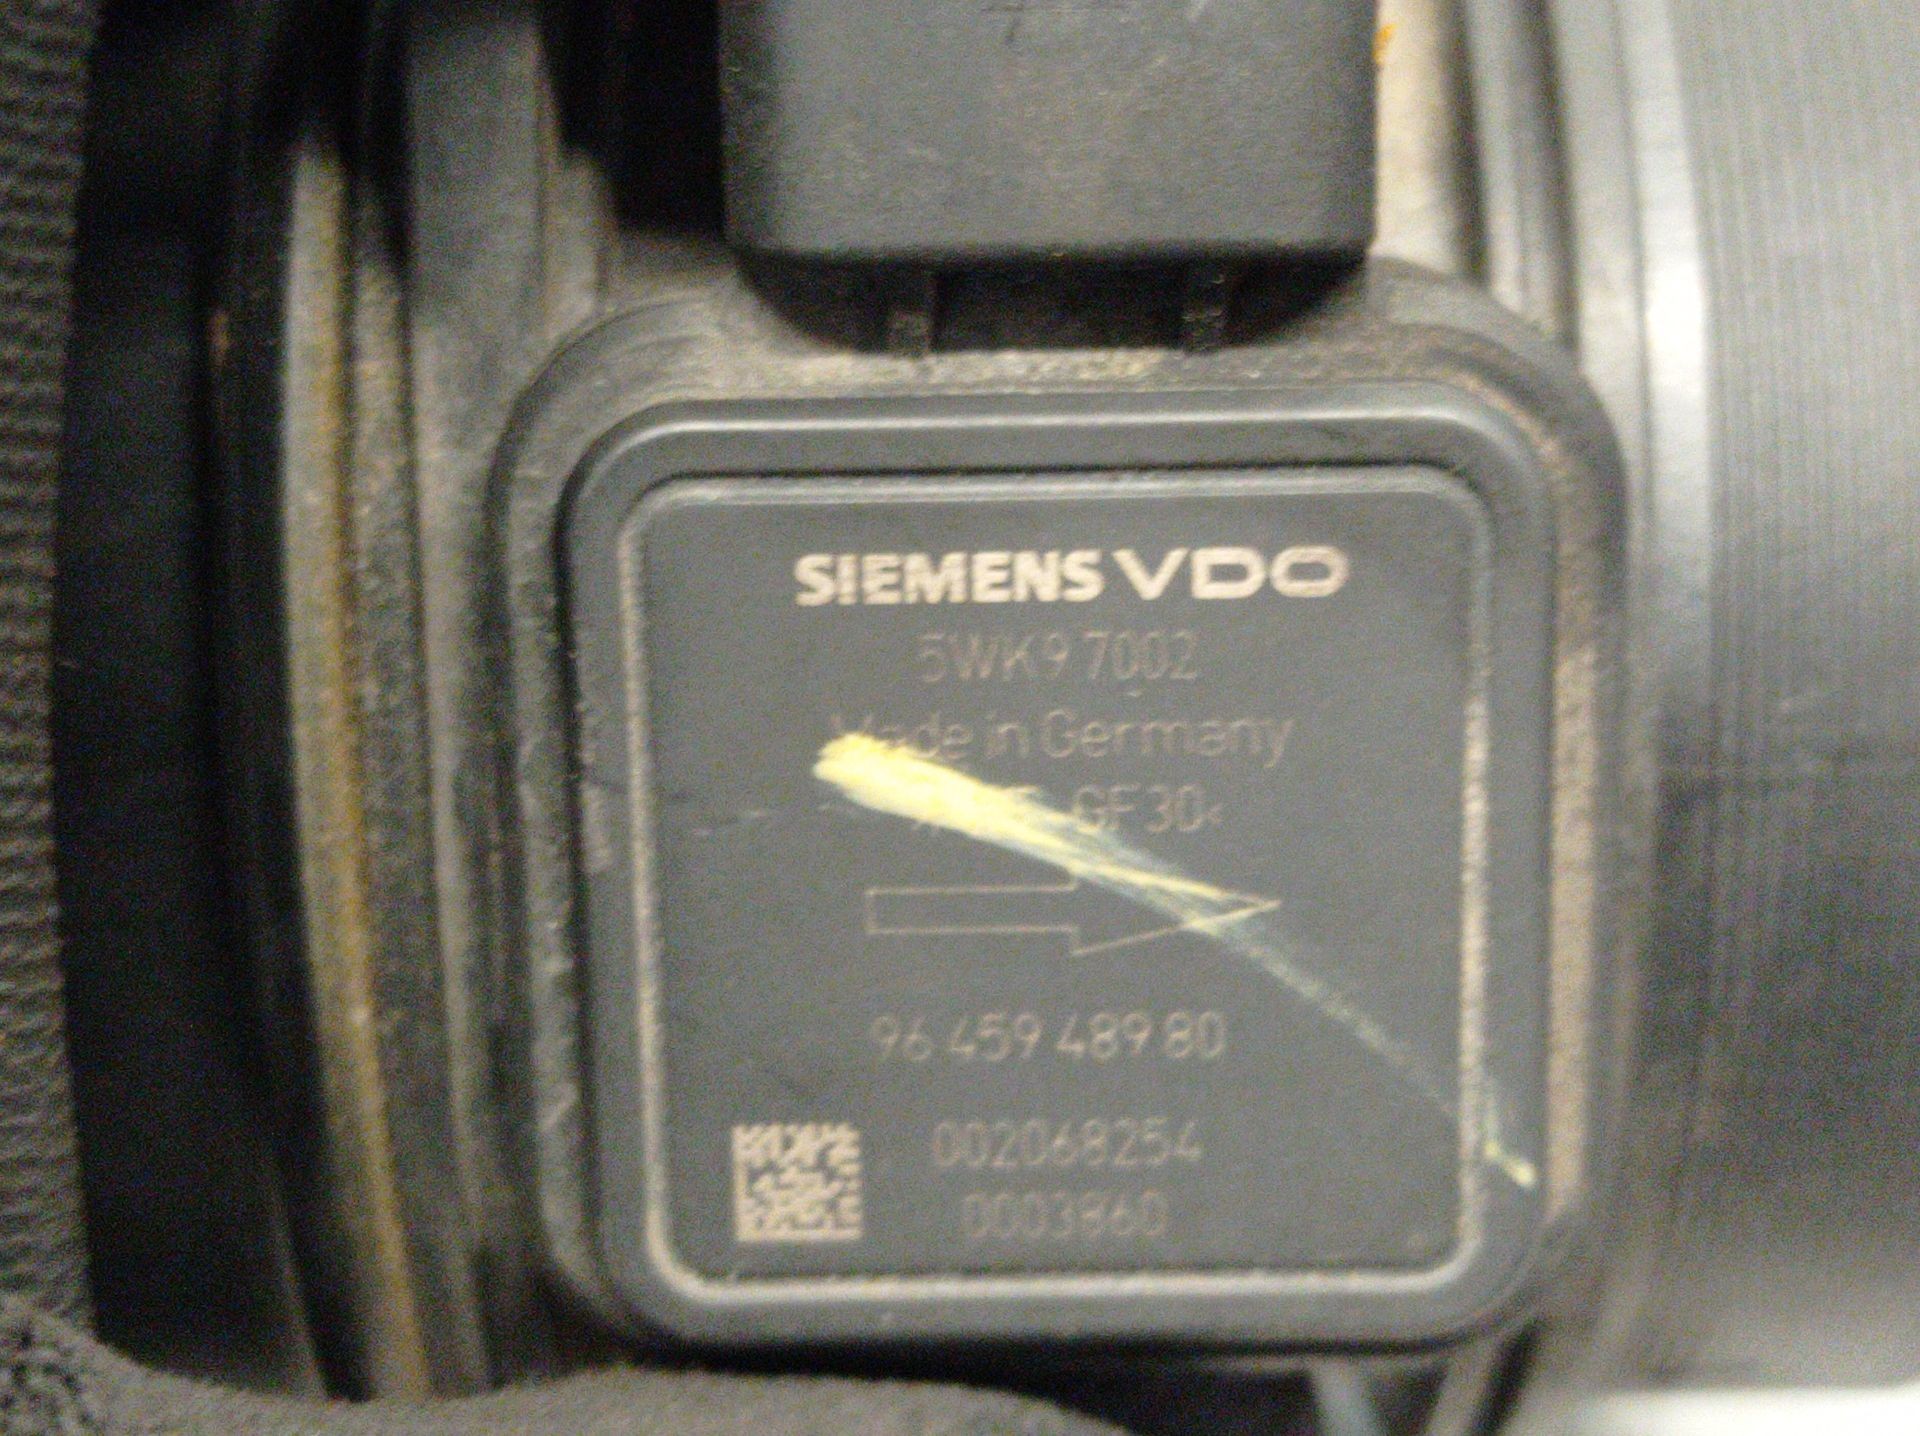 SIEMENS VDO
5WK9 7002
Made in Germany
GF30<
96 459 489 80
002068254
0003860